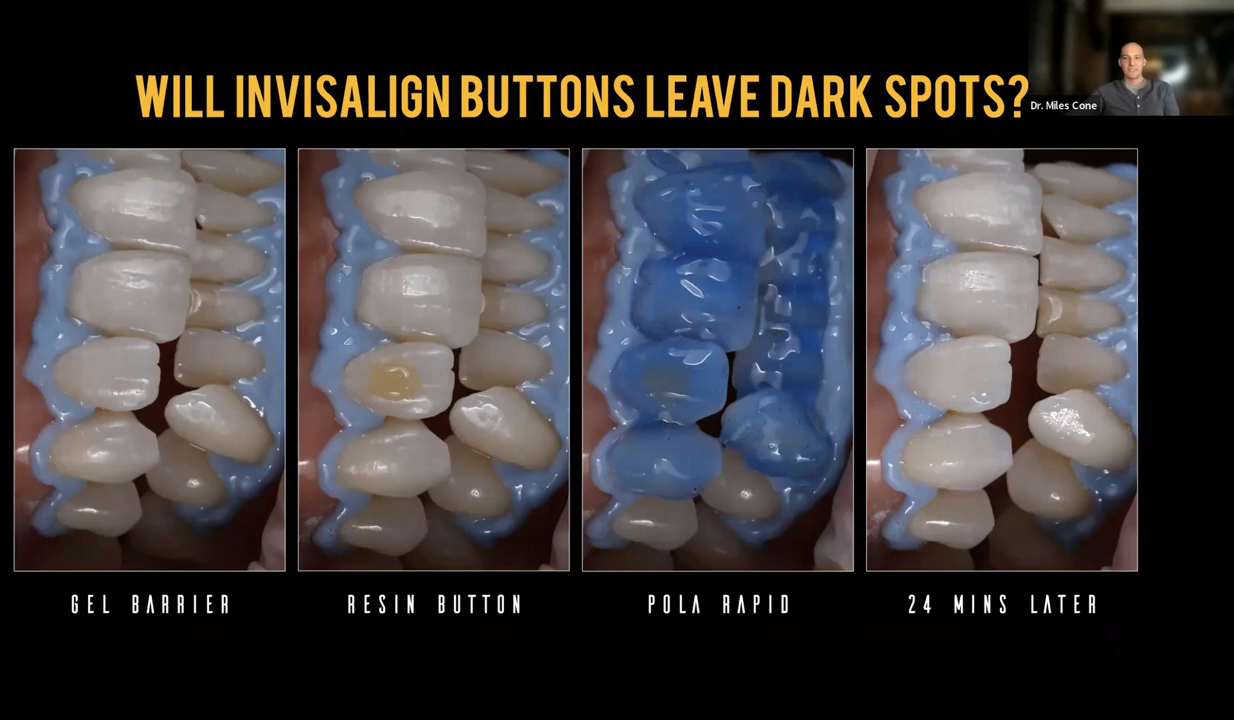 WILL INVISALIGN BUTTONS LEAVE DARK SPOTS?
Dr. Miles Cone
GEL BARRIER
RESIN BUTTON
POLA RAPID
24 MINS LATER